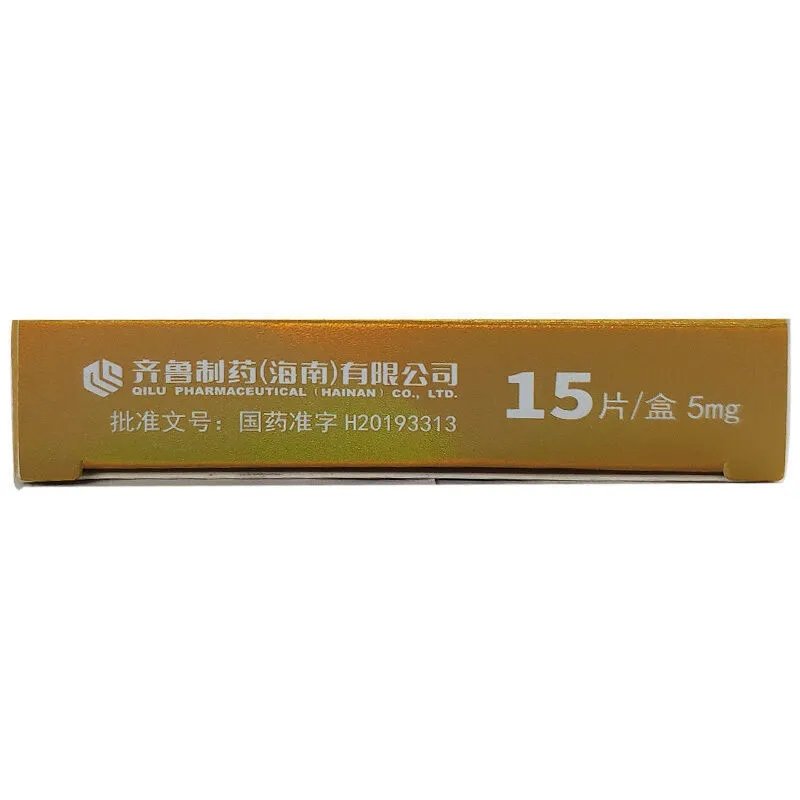 齐鲁制药(海南)有限公司
QILU PHARMACEUTICAL (HAINAN) CO., LTD.
批准文号：国药准字 H20193313
15片/盒 5mg